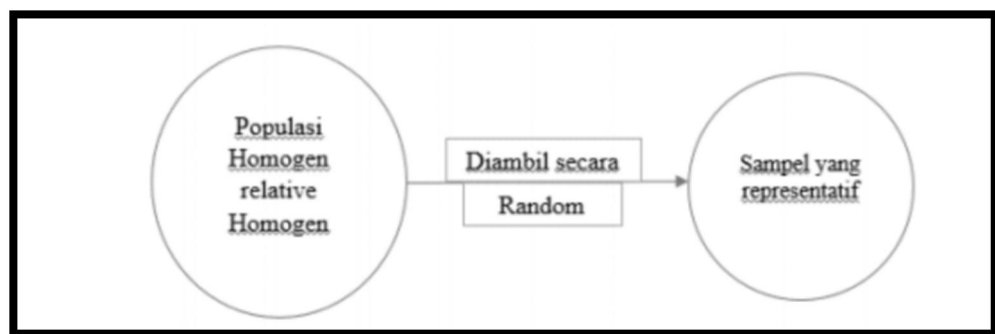 Populasi
Homogen
relative
Homogen
Diambil secara
Random
Sampel yang
representatif